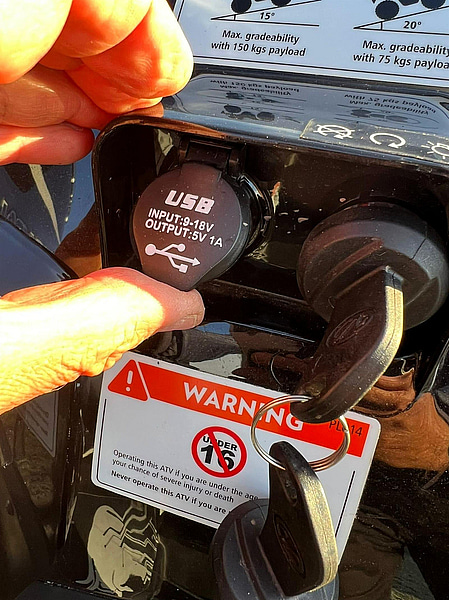 15°
20°
Max. gradeability
with 150 kgs payload
Max. gradeability
with 75 kgs payloa
USB
INPUT:9-18V
OUTPUT:5V 1A
WARNING
UNDER
16
Operating this ATV if you are under the age
your chance of severe injury or death
Never operate this ATV if you are